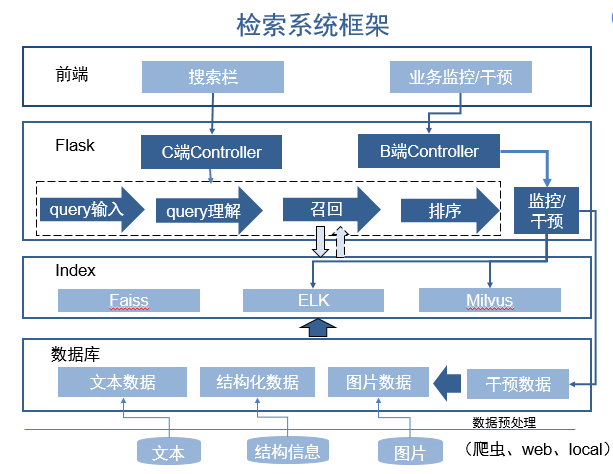 检索系统框架
前端
搜索栏
业务监控/干预
Flask
C端Controller
B端Controller
query输入
query理解
召回
排序
监控/
干预
Index
Faiss
ELK
Milvus
数据库
文本数据
结构化数据
图片数据
干预数据
数据预处理
文本
结构信息
图片
（爬虫、web、local）